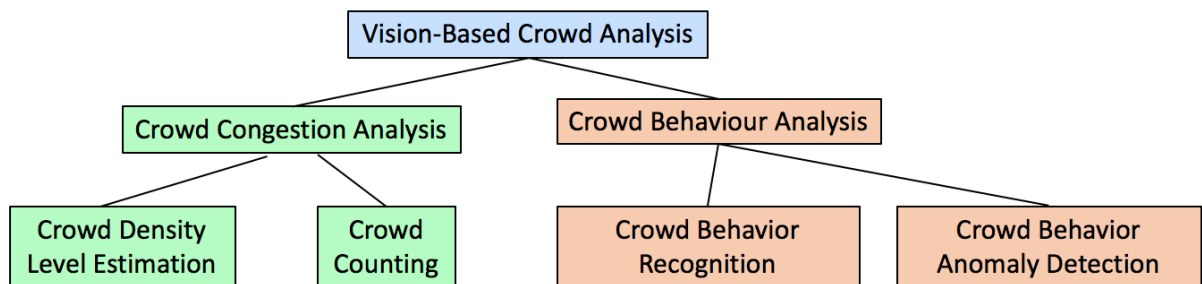 Vision-Based Crowd Analysis
Crowd Congestion Analysis
Crowd Behaviour Analysis
Crowd Density
Level Estimation
Crowd
Counting
Crowd Behavior
Recognition
Crowd Behavior
Anomaly Detection